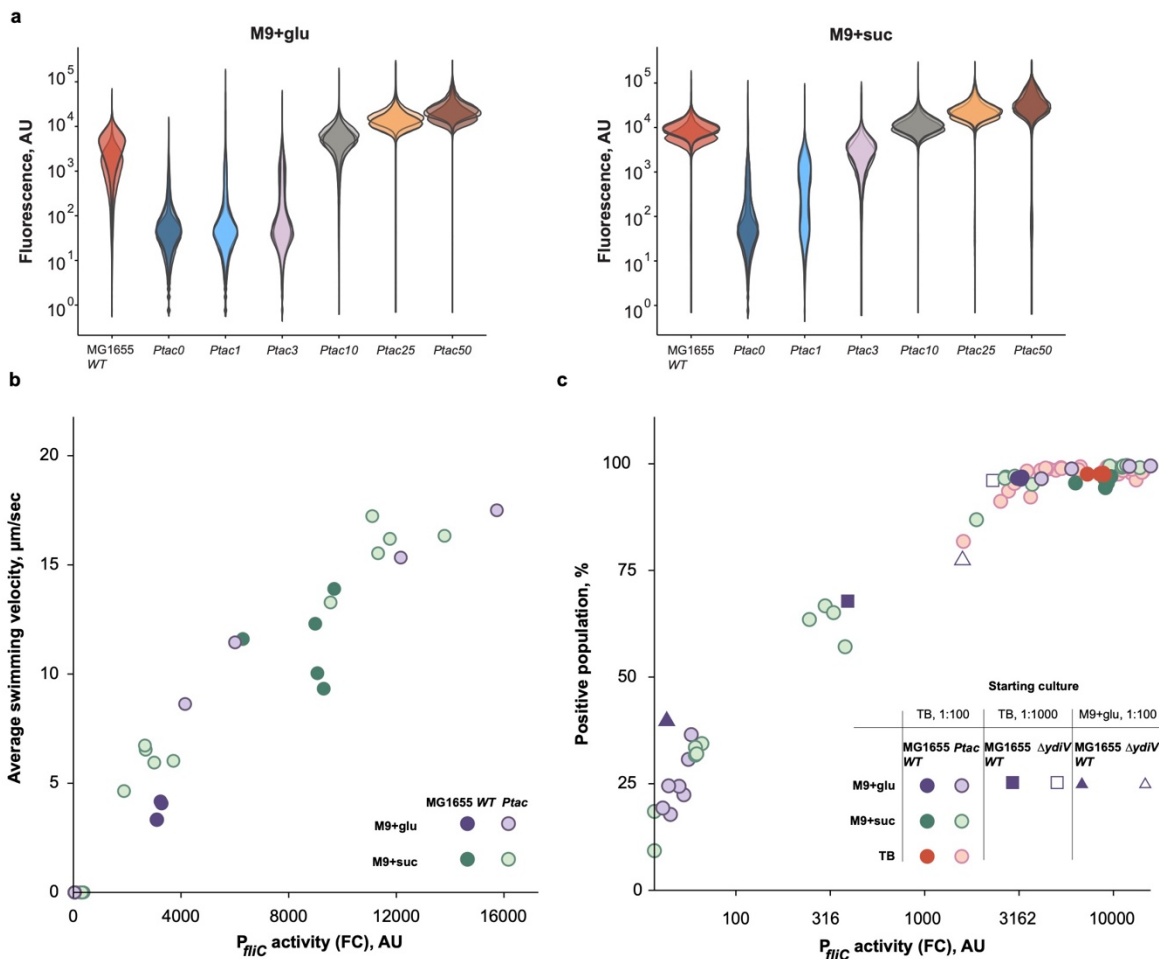 a
M9+glu
M9+suc
Fluorescence, AU
10^5
10^4
10^3
10^2
10^1
10^0
MG1655 WT
Ptac0
Ptac1
Ptac3
Ptac10
Ptac25
Ptac50
Fluorescence, AU
10^5
10^4
10^3
10^2
10^1
10^0
MG1655 WT
Ptac0
Ptac1
Ptac3
Ptac10
Ptac25
Ptac50
b
Average swimming velocity, µm/sec
20
15
10
5
0
0
4000
8000
12000
16000
P_fliC activity (FC), AU
MG1655 WT Ptac
M9+glu
M9+suc
c
Positive population, %
100
75
50
25
0
100
316
1000
3162
10000
P_fliC activity (FC), AU
Starting culture
TB, 1:100
TB, 1:1000
M9+glu, 1:100
MG1655 WT Ptac
MG1655 WT ΔydiV
MG1655 WT ΔydiV
M9+glu
M9+suc
TB